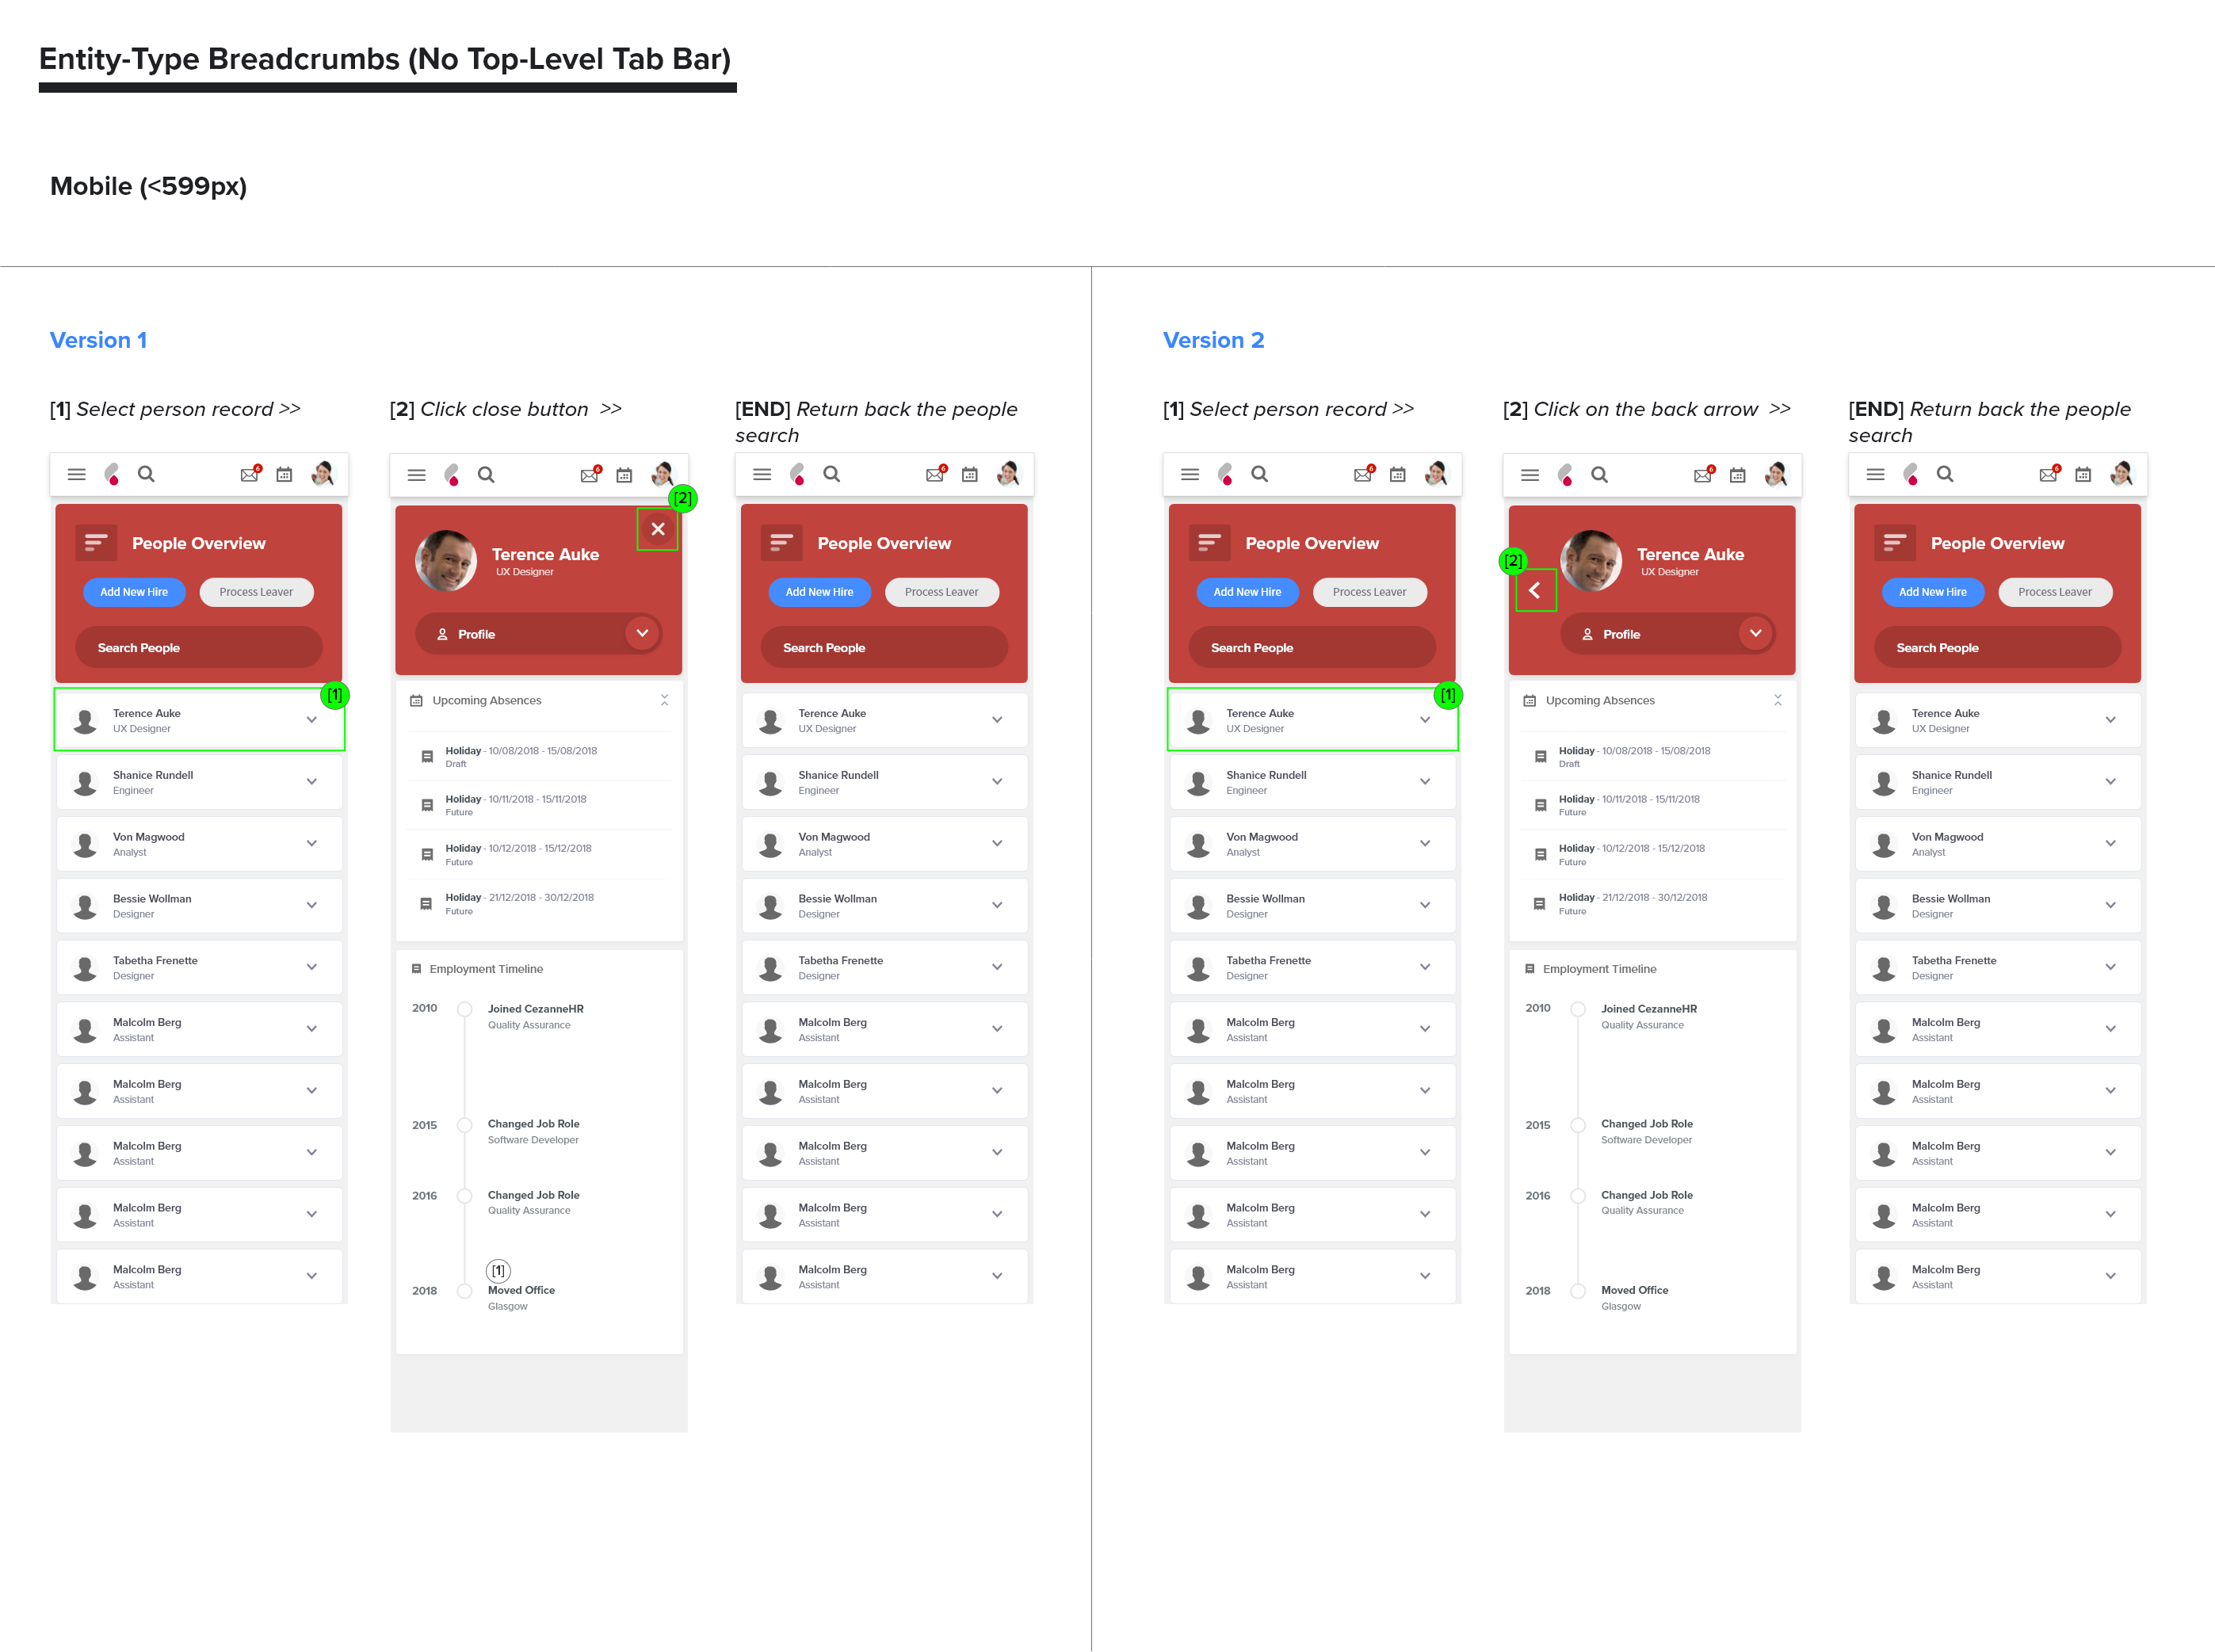 Entity-Type Breadcrumbs (No Top-Level Tab Bar)
Mobile (<599px)
Version 1
[1] Select person record >>
[1]
6
People Overview
Add New Hire
Process Leaver
Search People
[1]
Terence Auke
UX Designer
Shanice Rundell
Engineer
Von Magwood
Analyst
Bessie Wollman
Designer
Tabetha Frenette
Designer
Malcolm Berg
Assistant
Malcolm Berg
Assistant
Malcolm Berg
Assistant
Malcolm Berg
Assistant
Malcolm Berg
Assistant
[2] Click close button >>
6
[2]
Terence Auke
UX Designer
Profile
Upcoming Absences
Holiday - 10/08/2018 - 15/08/2018
Draft
Holiday - 10/11/2018 - 15/11/2018
Future
Holiday - 10/12/2018 - 15/12/2018
Future
Holiday - 21/12/2018 - 30/12/2018
Future
Employment Timeline
2010
Joined CezanneHR
Quality Assurance
2015
Changed Job Role
Software Developer
2016
Changed Job Role
Quality Assurance
[1]
2018
Moved Office
Glasgow
[END] Return back the people
search
6
People Overview
Add New Hire
Process Leaver
Search People
Terence Auke
UX Designer
Shanice Rundell
Engineer
Von Magwood
Analyst
Bessie Wollman
Designer
Tabetha Frenette
Designer
Malcolm Berg
Assistant
Malcolm Berg
Assistant
Malcolm Berg
Assistant
Malcolm Berg
Assistant
Malcolm Berg
Assistant
Version 2
[1] Select person record >>
6
People Overview
Add New Hire
Process Leaver
Search People
[1]
Terence Auke
UX Designer
Shanice Rundell
Engineer
Von Magwood
Analyst
Bessie Wollman
Designer
Tabetha Frenette
Designer
Malcolm Berg
Assistant
Malcolm Berg
Assistant
Malcolm Berg
Assistant
Malcolm Berg
Assistant
Malcolm Berg
Assistant
[2] Click on the back arrow >>
6
Terence Auke
[2]
UX Designer
Profile
Upcoming Absences
Holiday - 10/08/2018 - 15/08/2018
Draft
Holiday - 10/11/2018 - 15/11/2018
Future
Holiday - 10/12/2018 - 15/12/2018
Future
Holiday - 21/12/2018 - 30/12/2018
Future
Employment Timeline
2010
Joined CezanneHR
Quality Assurance
2015
Changed Job Role
Software Developer
2016
Changed Job Role
Quality Assurance
2018
Moved Office
Glasgow
[END] Return back the people
search
6
People Overview
Add New Hire
Process Leaver
Search People
Terence Auke
UX Designer
Shanice Rundell
Engineer
Von Magwood
Analyst
Bessie Wollman
Designer
Tabetha Frenette
Designer
Malcolm Berg
Assistant
Malcolm Berg
Assistant
Malcolm Berg
Assistant
Malcolm Berg
Assistant
Malcolm Berg
Assistant